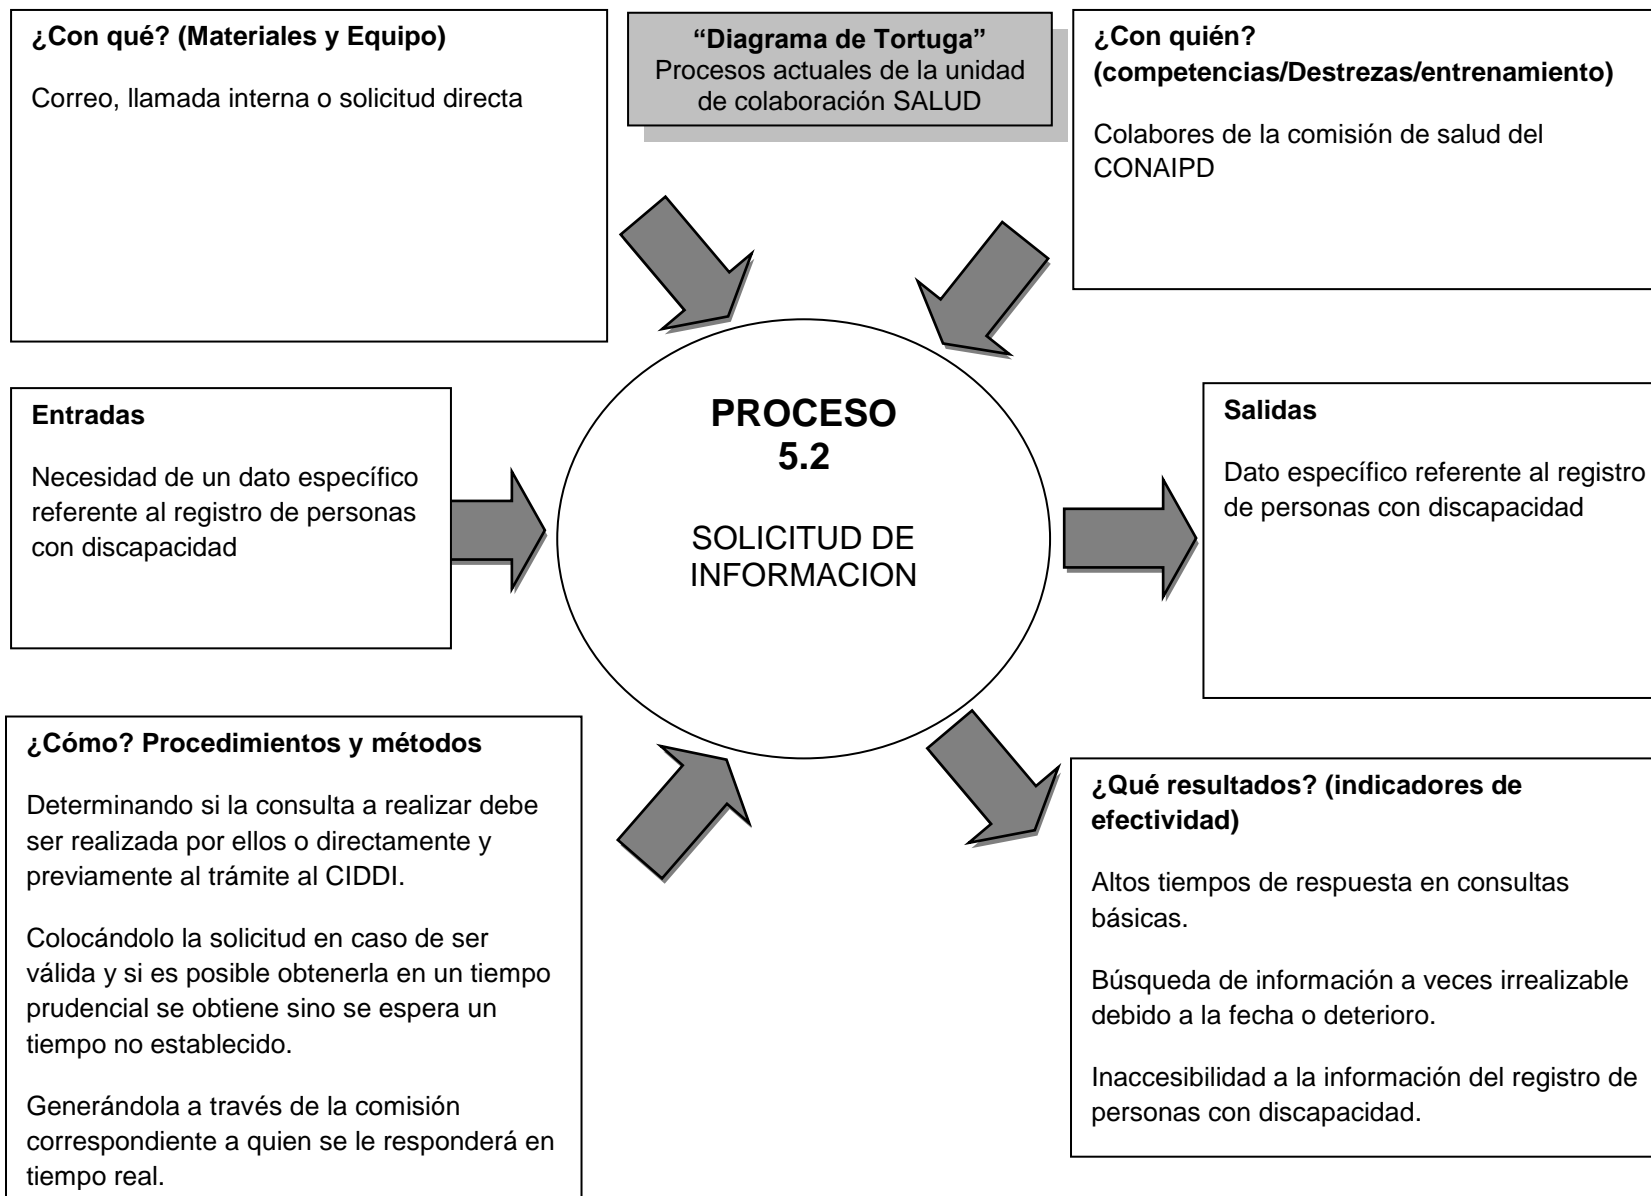 ¿Con qué? (Materiales y Equipo)
Correo, llamada interna o solicitud directa
“Diagrama de Tortuga”
Procesos actuales de la unidad
de colaboración SALUD
¿Con quién?
(competencias/Destrezas/entrenamiento)
Colabores de la comisión de salud del
CONAIPD
Entradas
Necesidad de un dato específico
referente al registro de personas
con discapacidad
PROCESO
5.2
SOLICITUD DE
INFORMACION
Salidas
Dato específico referente al registro
de personas con discapacidad
¿Cómo? Procedimientos y métodos
Determinando si la consulta a realizar debe
ser realizada por ellos o directamente y
previamente al trámite al CIDDI.
Colocándolo la solicitud en caso de ser
válida y si es posible obtenerla en un tiempo
prudencial se obtiene sino se espera un
tiempo no establecido.
Generándola a través de la comisión
correspondiente a quien se le responderá en
tiempo real.
¿Qué resultados? (indicadores de
efectividad)
Altos tiempos de respuesta en consultas
básicas.
Búsqueda de información a veces irrealizable
debido a la fecha o deterioro.
Inaccesibilidad a la información del registro de
personas con discapacidad.